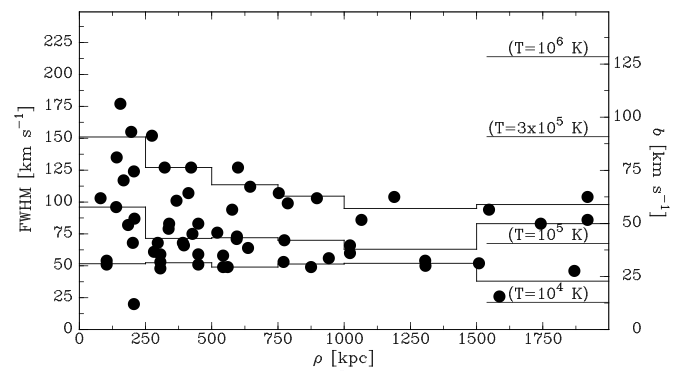 225
200
175
150
125
100
75
50
25
0
FWHM [km s⁻¹]
(T=10⁶ K)
(T=3x10⁵ K)
(T=10⁵ K)
(T=10⁴ K)
125
100
75
50
25
0
b [km s⁻¹]
0 250 500 750 1000 1250 1500 1750
ρ [kpc]